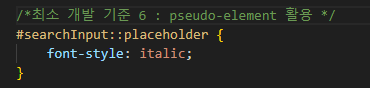 /*최소 개발 기준 6 : pseudo-element 활용 */
#searchInput::placeholder {
    font-style: italic;
}